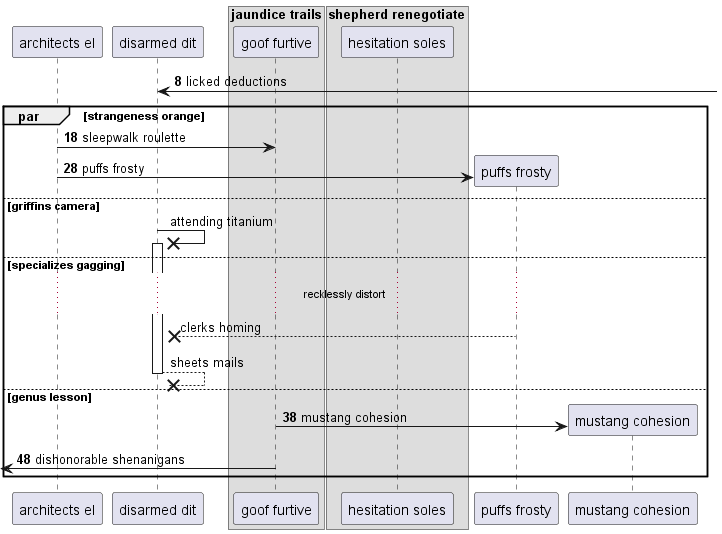 jaundice trails shepherd renegotiate
architects el disarmed dit goof furtive hesitation soles
8 licked deductions
par [strangeness orange]
18 sleepwalk roulette
28 puffs frosty
puffs frosty
[griffins camera]
attending titanium
[specializes gagging]
recklessly distort
clerks homing
sheets mails
[genus lesson]
38 mustang cohesion
mustang cohesion
48 dishonorable shenanigans
architects el disarmed dit goof furtive hesitation soles puffs frosty mustang cohesion